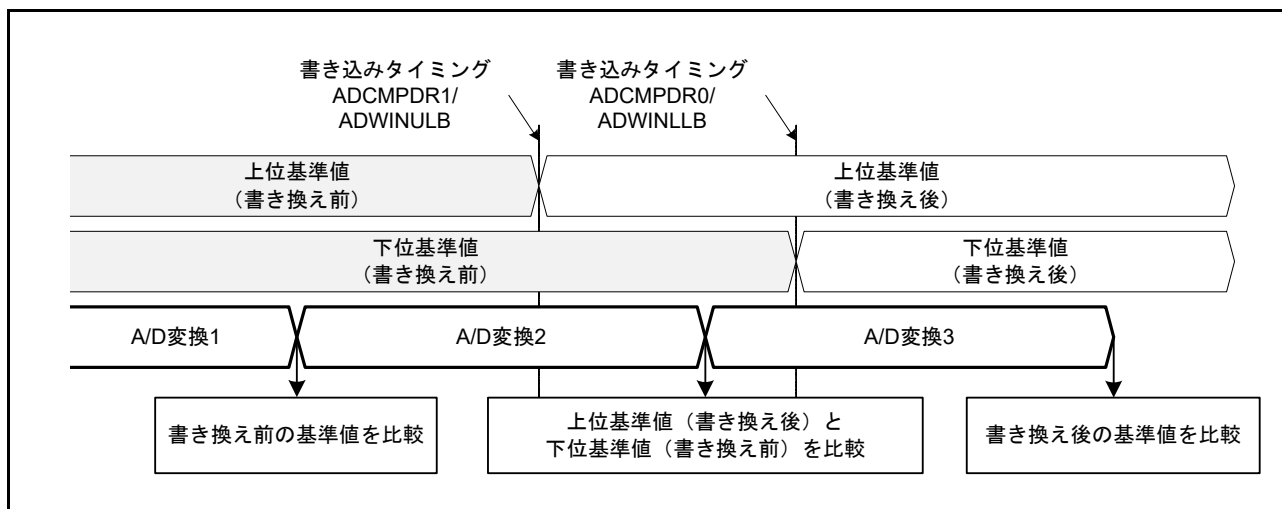 書き込みタイミング
ADCMPDR1/
ADWINULB
書き込みタイミング
ADCMPDR0/
ADWINLLB
上位基準値
（書き換え前）
上位基準値
（書き換え後）
下位基準値
（書き換え前）
下位基準値
（書き換え後）
A/D変換1
A/D変換2
A/D変換3
書き換え前の基準値を比較
上位基準値（書き換え後）と
下位基準値（書き換え前）を比較
書き換え後の基準値を比較